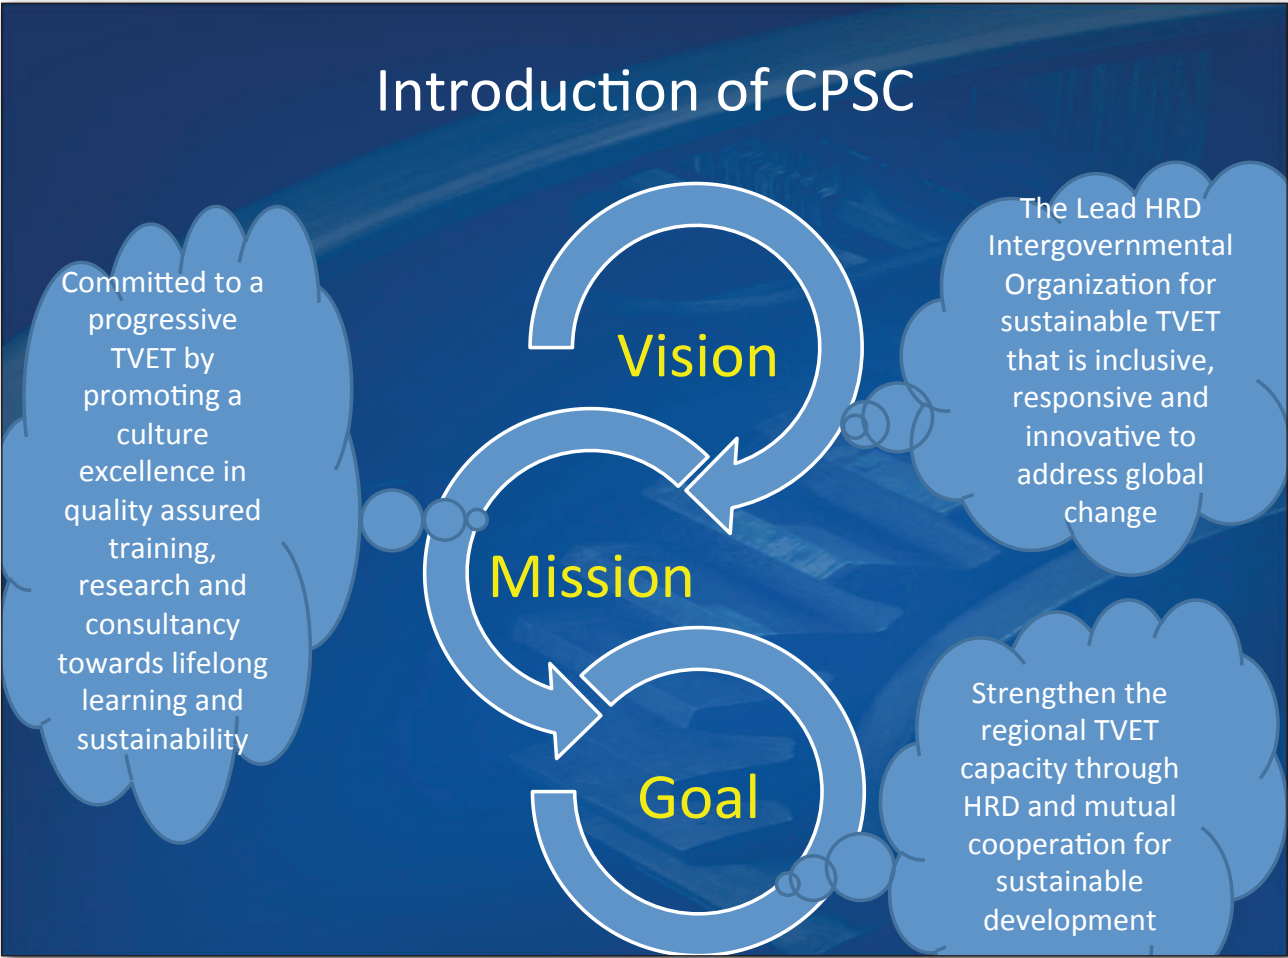 Introduction of CPSC
Vision
The Lead HRD
Intergovernmental
Organization for
sustainable TVET
that is inclusive,
responsive and
innovative to
address global
change
Mission
Committed to a
progressive
TVET by
promoting a
culture
excellence in
quality assured
training,
research and
consultancy
towards lifelong
learning and
sustainability
Goal
Strengthen the
regional TVET
capacity through
HRD and mutual
cooperation for
sustainable
development